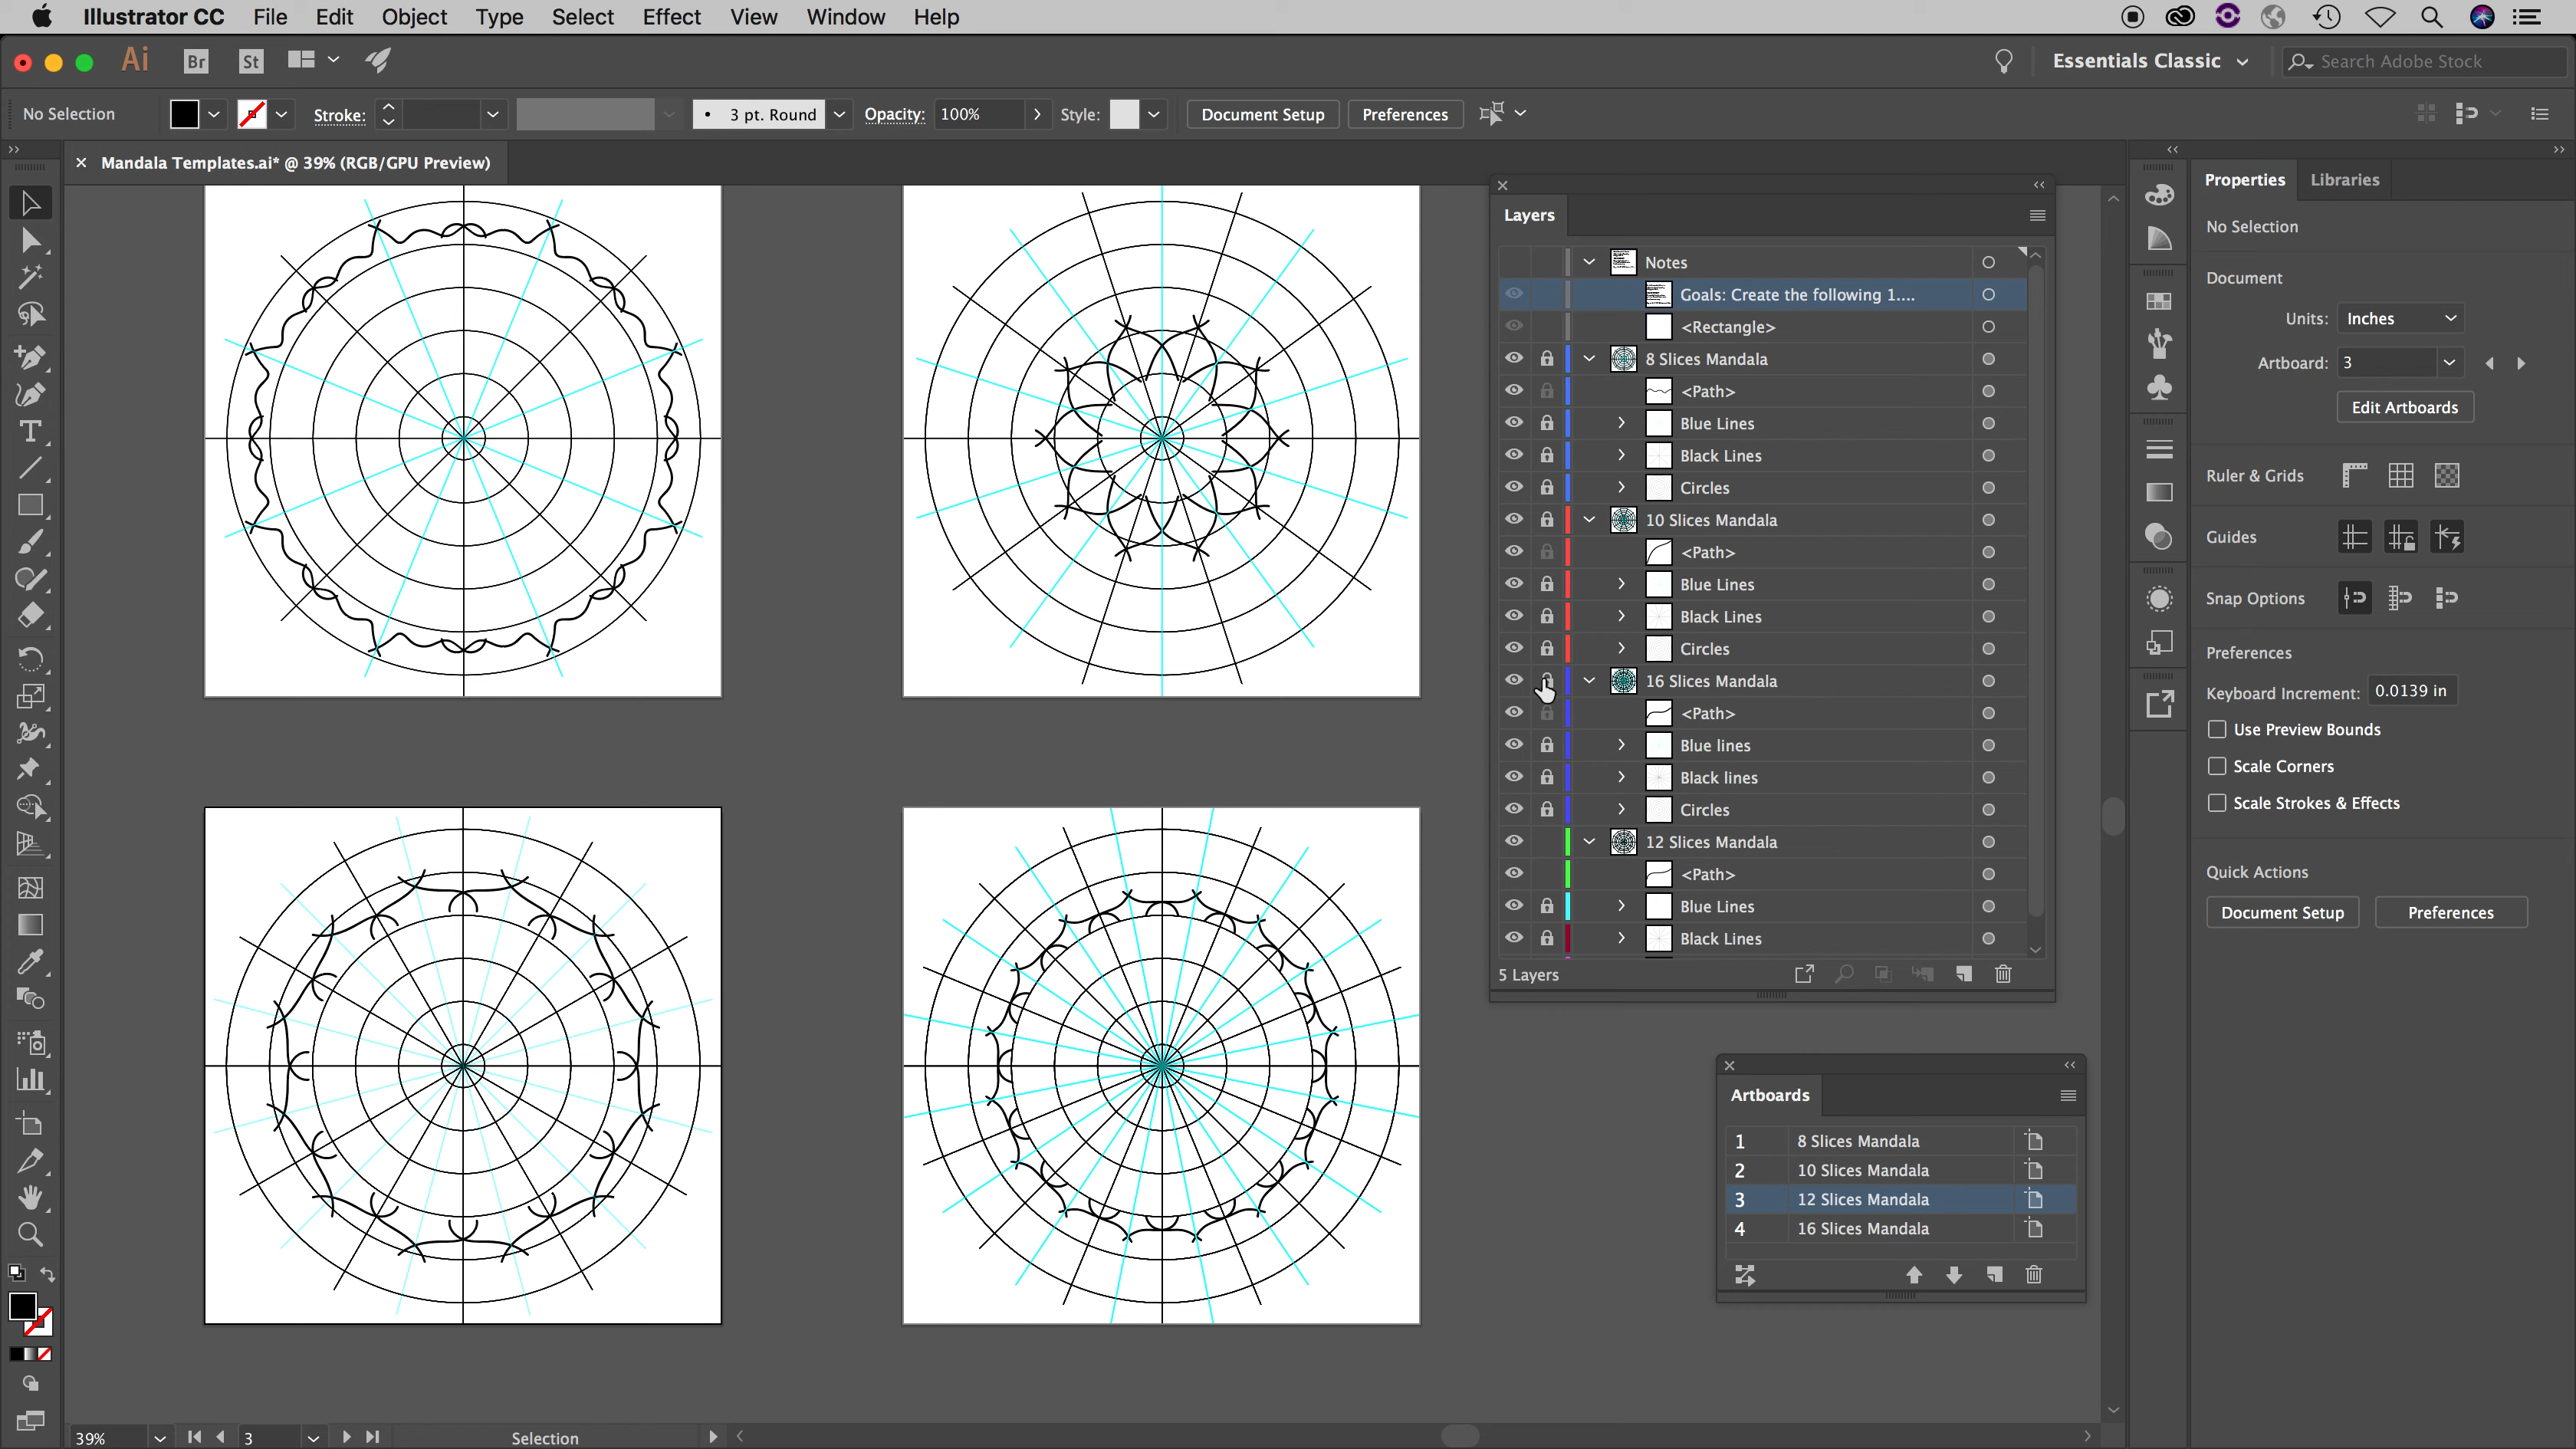 Illustrator CC File Edit Object Type Select Effect View Window Help
Ai Br St Essentials Classic Search Adobe Stock
No Selection Stroke: • 3 pt. Round Opacity: 100% Style: Document Setup Preferences
Mandala Templates.ai* @ 39% (RGB/GPU Preview)
Layers
Notes
Goals: Create the following 1....
<Rectangle>
8 Slices Mandala
<Path>
Blue Lines
Black Lines
Circles
10 Slices Mandala
<Path>
Blue Lines
Black Lines
Circles
16 Slices Mandala
<Path>
Blue lines
Black lines
Circles
12 Slices Mandala
<Path>
Blue Lines
Black Lines
5 Layers
Artboards
1 8 Slices Mandala
2 10 Slices Mandala
3 12 Slices Mandala
4 16 Slices Mandala
Properties Libraries
No Selection
Document
Units: Inches
Artboard: 3
Edit Artboards
Ruler & Grids
Guides
Snap Options
Preferences
Keyboard Increment: 0.0139 in
Use Preview Bounds
Scale Corners
Scale Strokes & Effects
Quick Actions
Document Setup Preferences
39% 3 Selection